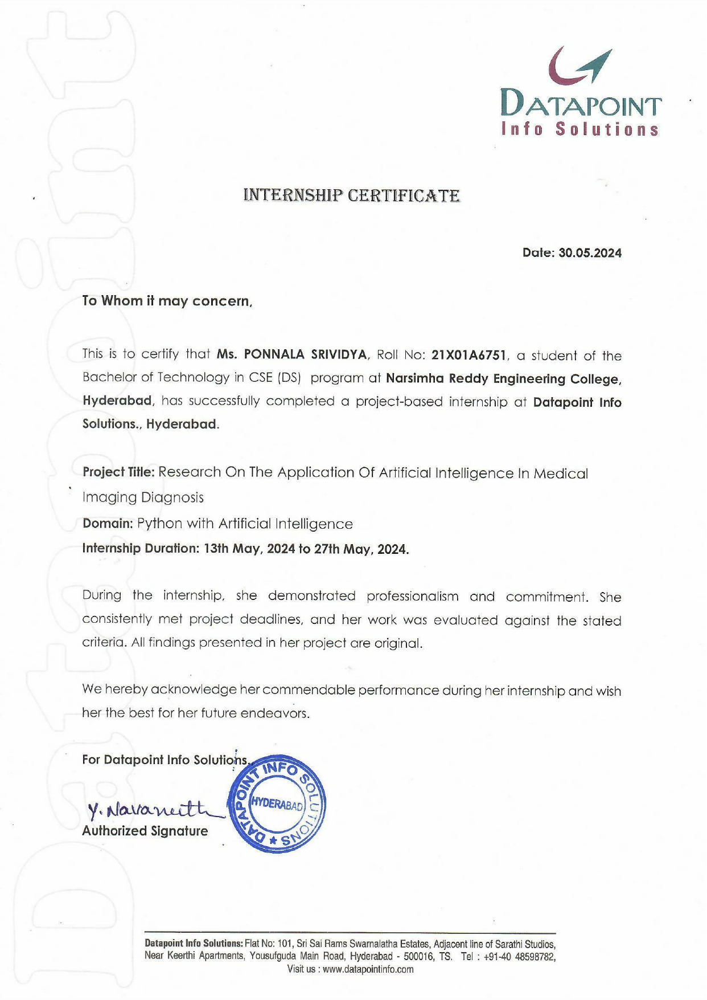 Datapoint
DATAPOINT
Info Solutions
INTERNSHIP CERTIFICATE
Date: 30.05.2024
To Whom it may concern,
This is to certify that Ms. PONNALA SRIVIDYA, Roll No: 21X01A6751, a student of the
Bachelor of Technology in CSE (DS) program at Narsimha Reddy Engineering College,
Hyderabad, has successfully completed a project-based internship at Datapoint Info
Solutions., Hyderabad.
Project Title: Research On The Application Of Artificial Intelligence In Medical
Imaging Diagnosis
Domain: Python with Artificial Intelligence
Internship Duration: 13th May, 2024 to 27th May, 2024.
During the internship, she demonstrated professionalism and commitment. She
consistently met project deadlines, and her work was evaluated against the stated
criteria. All findings presented in her project are original.
We hereby acknowledge her commendable performance during her internship and wish
her the best for her future endeavors.
For Datapoint Info Solutions.,
DATAPOINT INFO SOLUTIONS ★
HYDERABAD
Y. Navaneeth
Authorized Signature
Datapoint Info Solutions: Flat No: 101, Sri Sai Rams Swarnalatha Estates, Adjacent line of Sarathi Studios,
Near Keerthi Apartments, Yousufguda Main Road, Hyderabad - 500016, TS. Tel : +91-40 48598782,
Visit us : www.datapointinfo.com